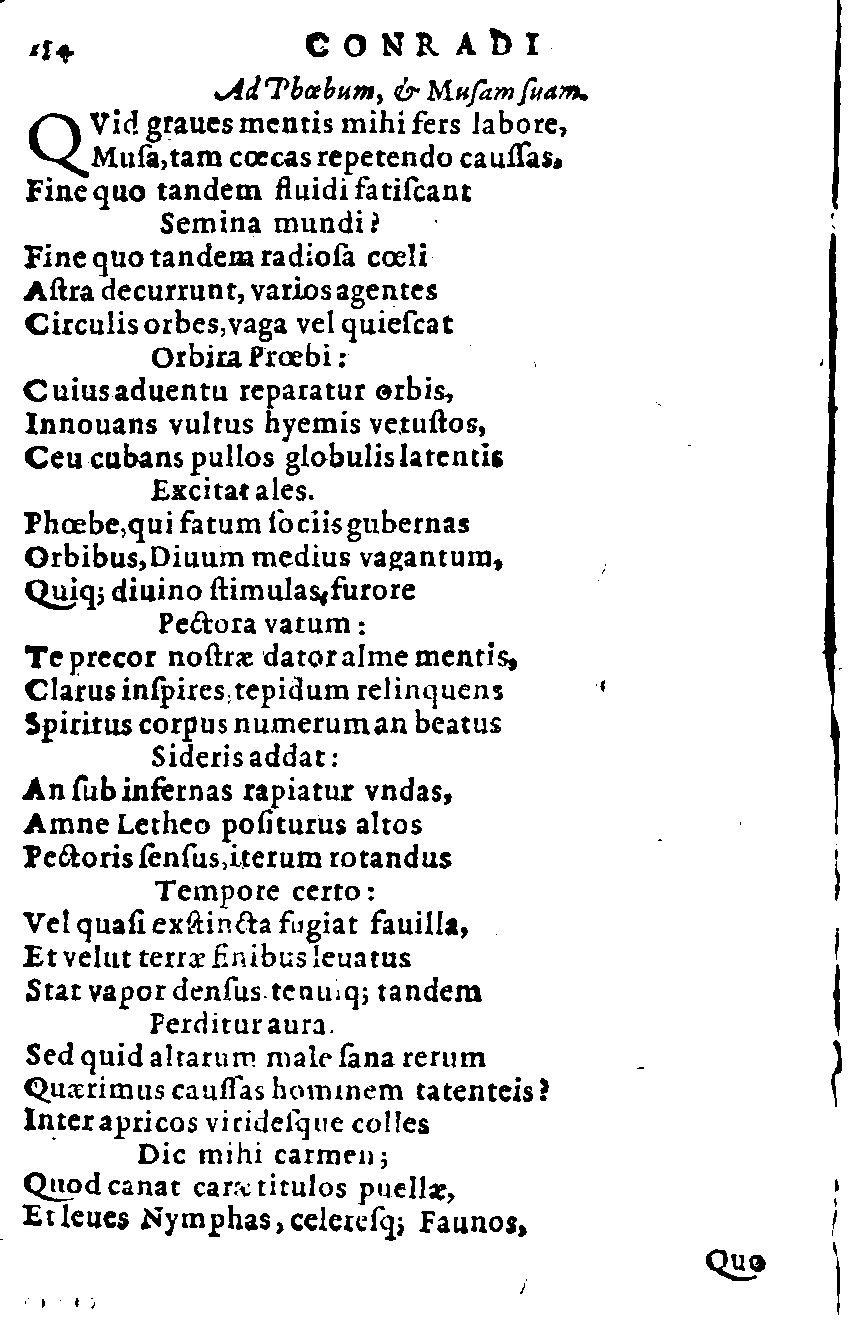 154 CONRADI
Ad Phœbum, & Muſam ſuam.
QVid graues mentis mihi fers labore,
Muſa, tam cœcas repetendo cauſſas,
Fine quo tandem fluidi fatiſcant
Semina mundi?
Fine quo tandem radioſa cœli
Aſtra decurrunt, varios agentes
Circulis orbes, vaga vel quieſcat
Orbita Prœbi:
Cuius aduentu reparatur orbis,
Innouans vultus hyemis vetuſtos,
Ceu cubans pullos globulis latentis
Excitat ales.
Phœbe, qui fatum ſociis gubernas
Orbibus, Diuum medius vagantum,
Quiq; diuino ſtimulas, furore
Pectora vatum:
Te precor noſtræ dator alme mentis,
Clarus inſpires, tepidum relinquens
Spiritus corpus numerum an beatus
Sideris addat:
An ſub infernas rapiatur vndas,
Amne Letheo poſiturus altos
Pectoris ſenſus, iterum rotandus
Tempore certo:
Vel quaſi exſtincta fugiat fauilla,
Et velut terræ finibus leuatus
Stat vapor denſus. tenuiq; tandem
Perditur aura.
Sed quid altarum male ſana rerum
Quærimus cauſſas hominem tatenteis?
Inter apricos virideſque colles
Dic mihi carmen;
Quod canat caræ titulos puellæ,
Et leues Nymphas, celereſq; Faunos,
Quo